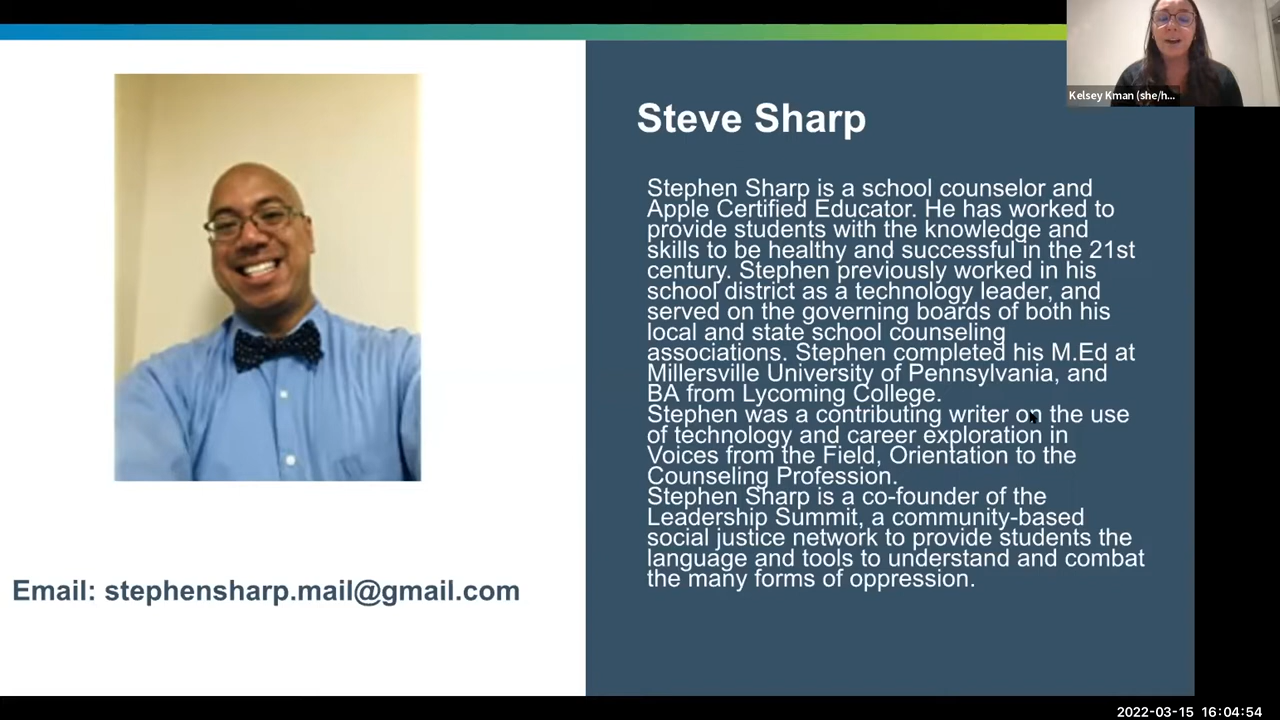 Kelsey Kman (she/h...
Steve Sharp
Stephen Sharp is a school counselor and
Apple Certified Educator. He has worked to
provide students with the knowledge and
skills to be healthy and successful in the 21st
century. Stephen previously worked in his
school district as a technology leader, and
served on the governing boards of both his
local and state school counseling
associations. Stephen completed his M.Ed at
Millersville University of Pennsylvania, and
BA from Lycoming College.
Stephen was a contributing writer on the use
of technology and career exploration in
Voices from the Field, Orientation to the
Counseling Profession.
Stephen Sharp is a co-founder of the
Leadership Summit, a community-based
social justice network to provide students the
language and tools to understand and combat
the many forms of oppression.
Email: stephensharp.mail@gmail.com
2022-03-15 16:04:54